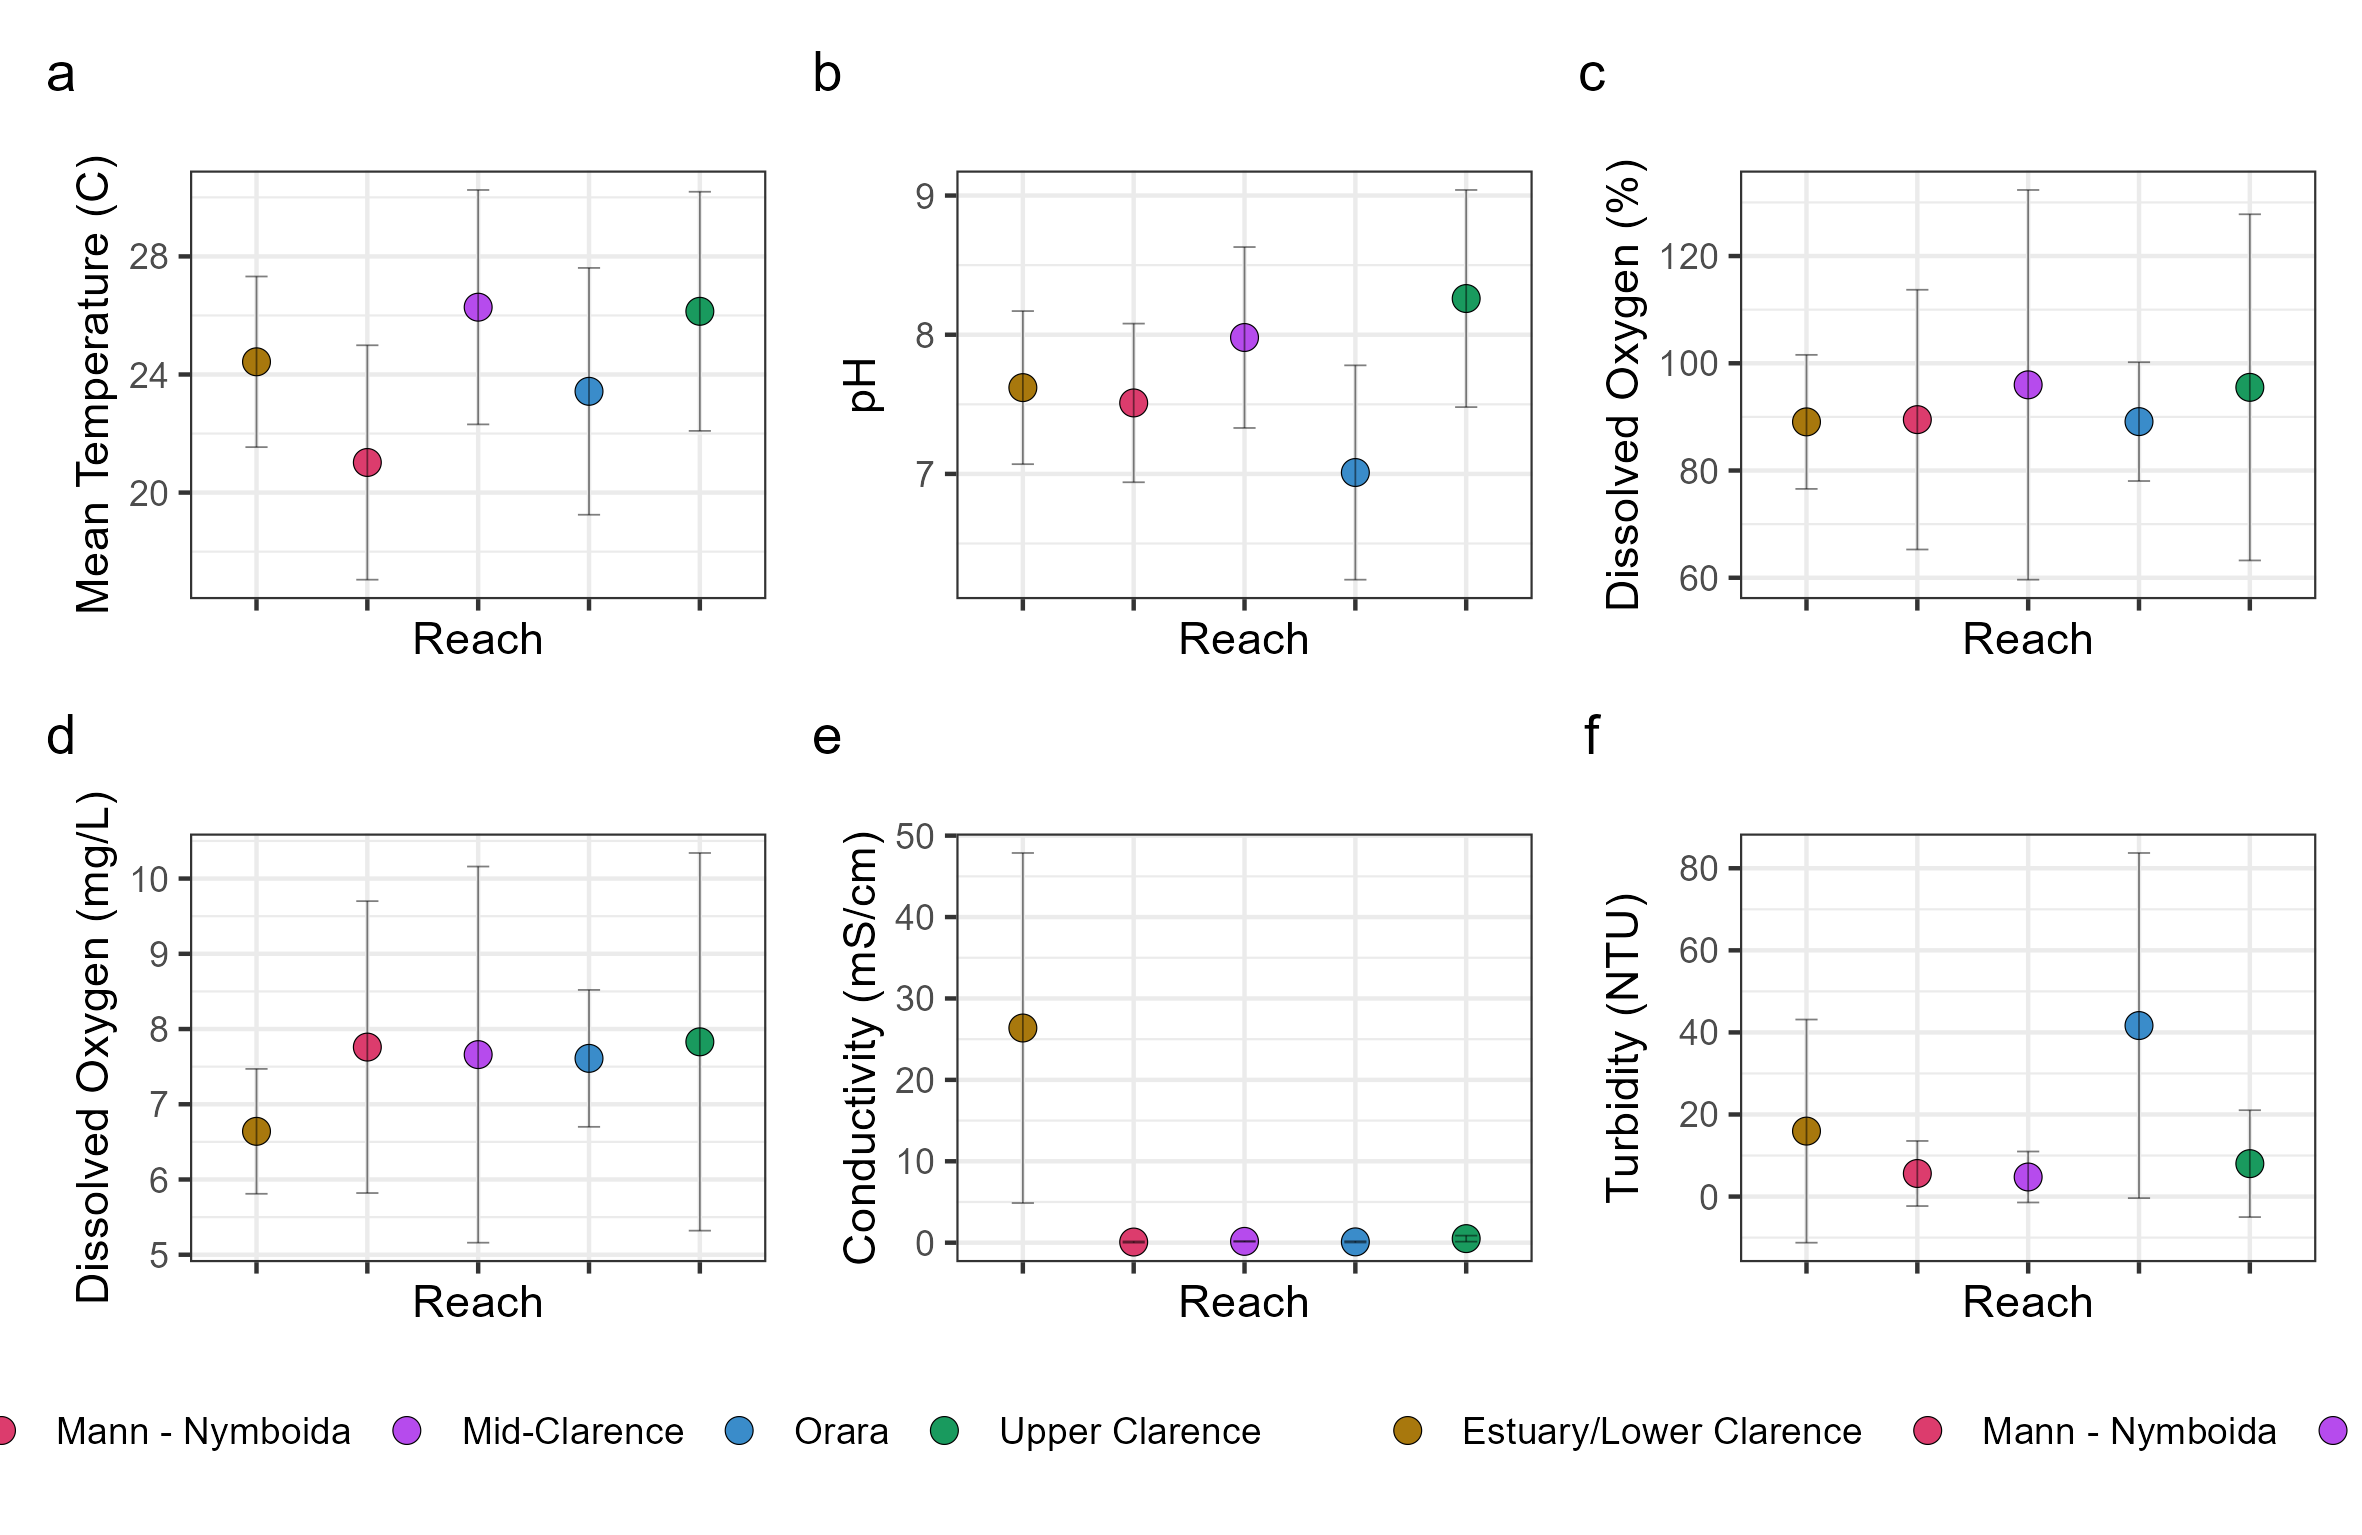 a
Mean Temperature (C)
28
24
20
Reach
b
pH
9
8
7
Reach
c
Dissolved Oxygen (%)
120
100
80
60
Reach
d
Dissolved Oxygen (mg/L)
10
9
8
7
6
5
Reach
e
Conductivity (mS/cm)
50
40
30
20
10
0
Reach
f
Turbidity (NTU)
80
60
40
20
0
Reach
Mann - Nymboida Mid-Clarence Orara Upper Clarence Estuary/Lower Clarence Mann - Nymboida